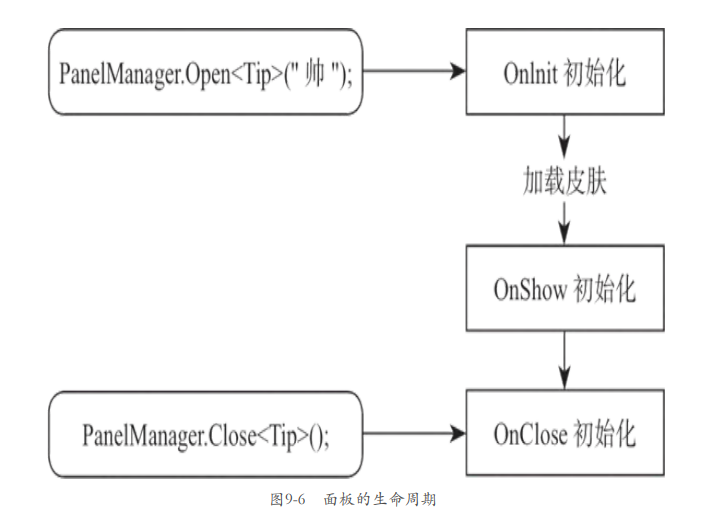 PanelManager.Open<Tip>("帅");
OnInit 初始化
加载皮肤
OnShow 初始化
PanelManager.Close<Tip>();
OnClose 初始化
图9-6 面板的生命周期